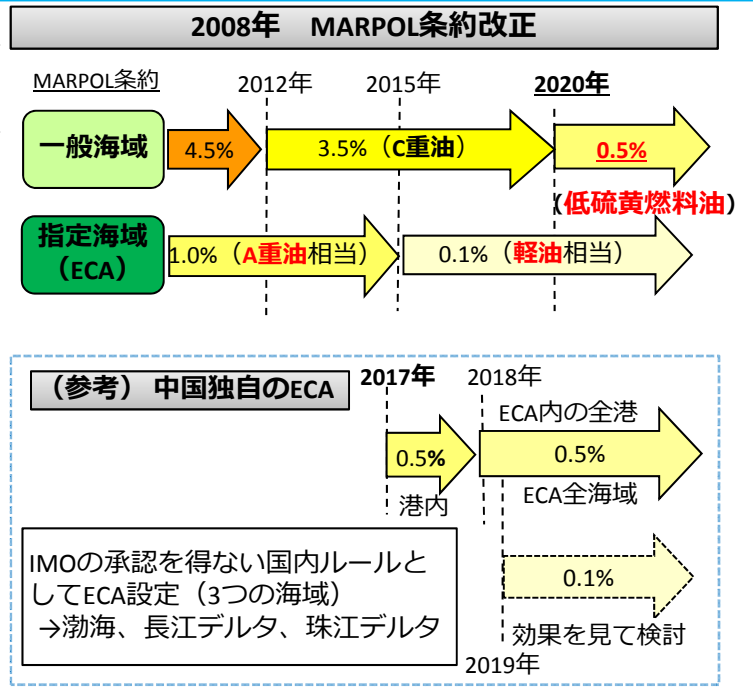 2008年　MARPOL条約改正
MARPOL条約
2012年
2015年
2020年
一般海域
4.5%
3.5%（C重油）
0.5%
(低硫黄燃料油)
指定海域
（ECA）
1.0%（A重油相当）
0.1%（軽油相当）
（参考） 中国独自のECA
2017年
2018年
ECA内の全港
0.5%
0.5%
港内
ECA全海域
IMOの承認を得ない国内ルールと
してECA設定（3つの海域）
→渤海、長江デルタ、珠江デルタ
0.1%
効果を見て検討
2019年